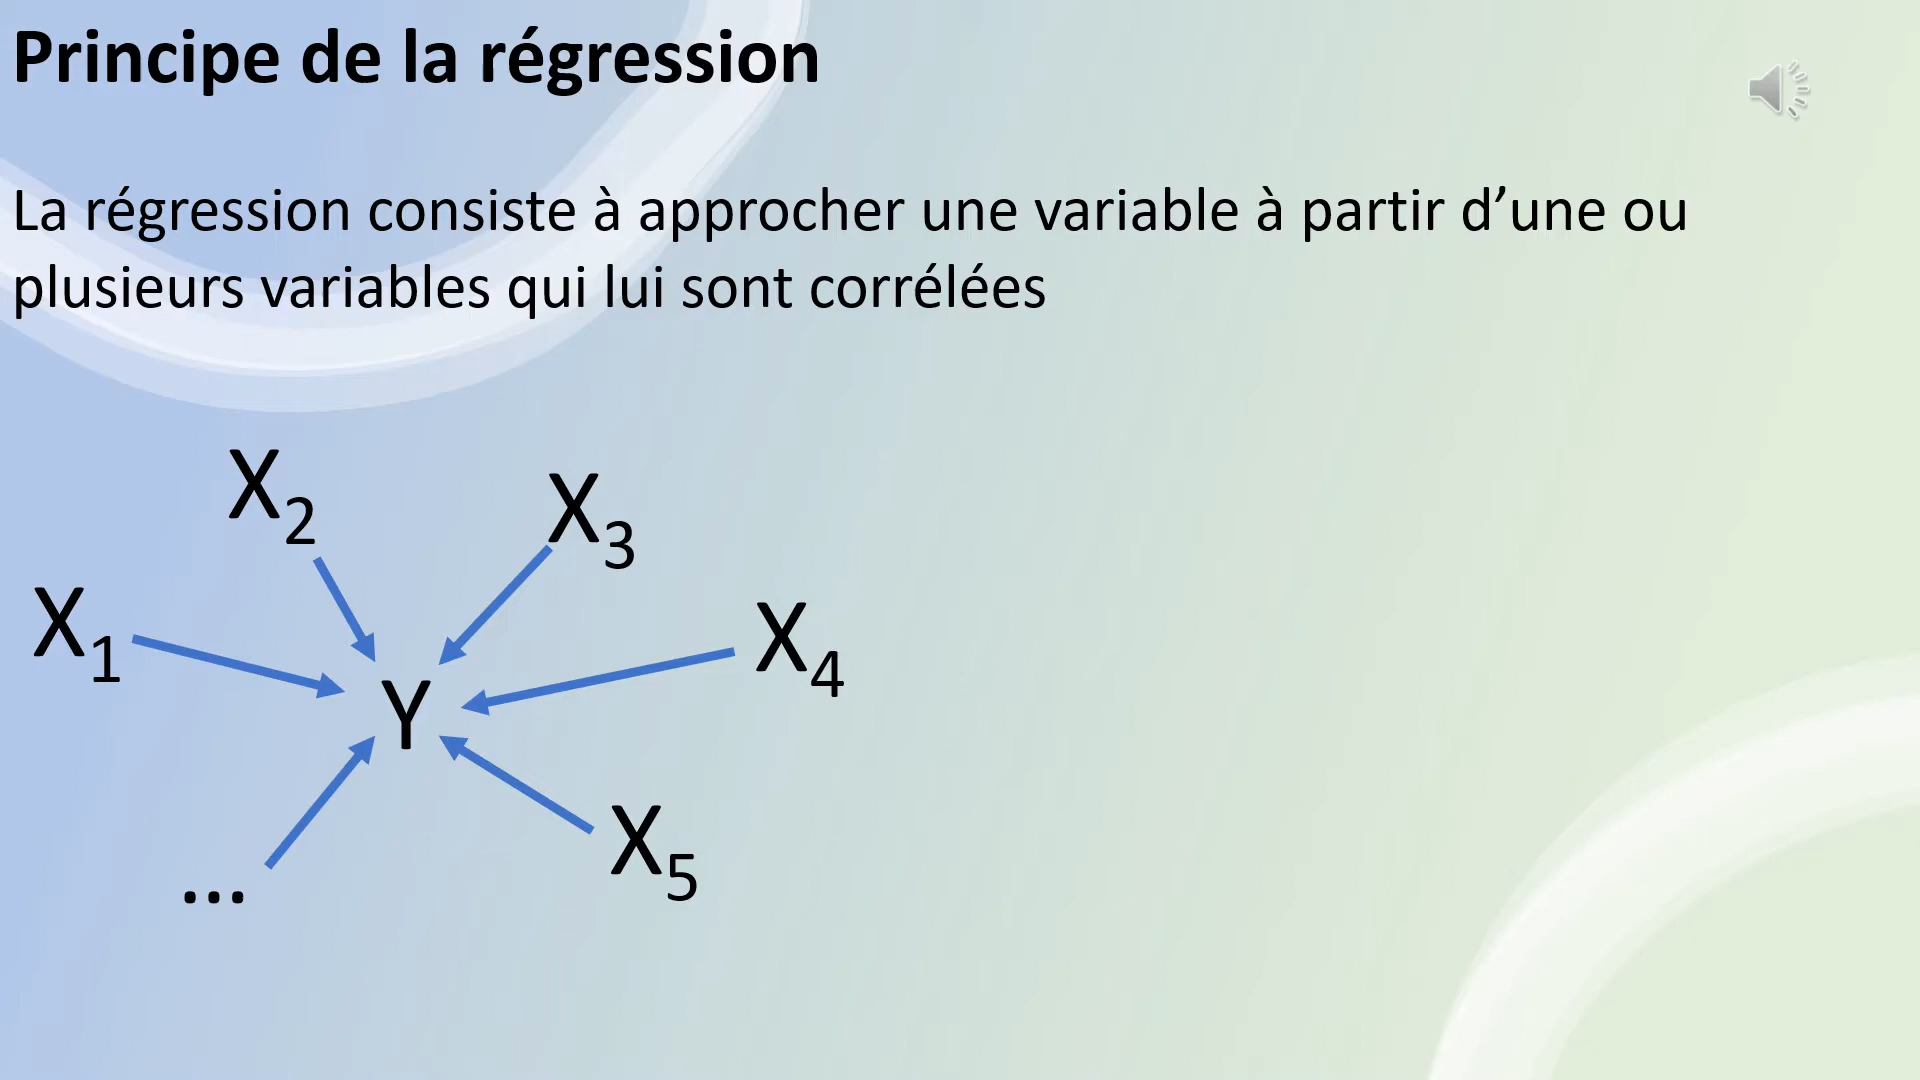 Principe de la régression
La régression consiste à approcher une variable à partir d’une ou
plusieurs variables qui lui sont corrélées
X2
X3
X1
X4
Y
X5
...